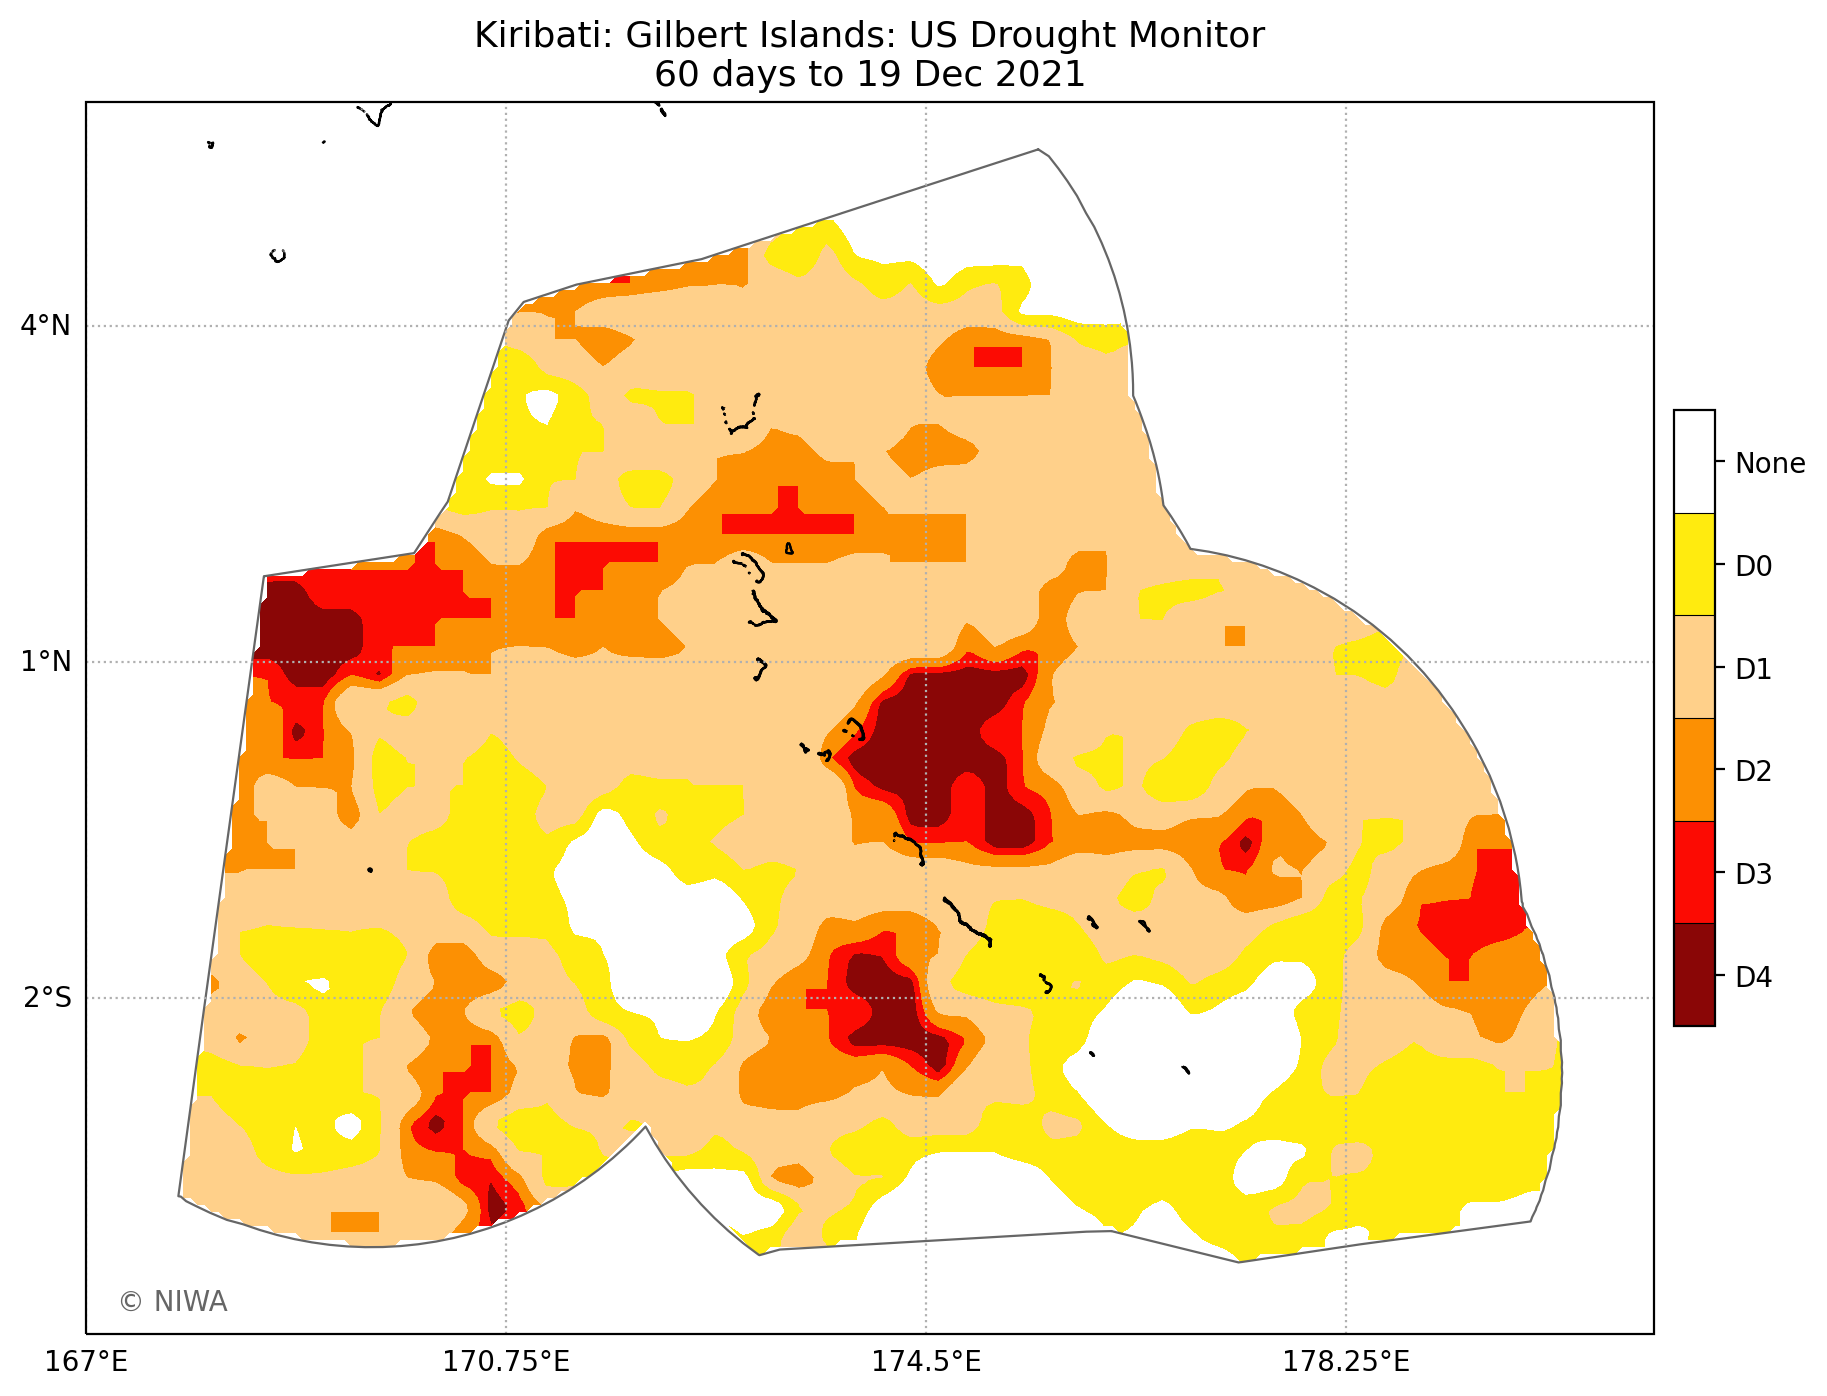 Kiribati: Gilbert Islands: US Drought Monitor
60 days to 19 Dec 2021
4°N
1°N
2°S
167°E
170.75°E
174.5°E
178.25°E
None
D0
D1
D2
D3
D4
© NIWA